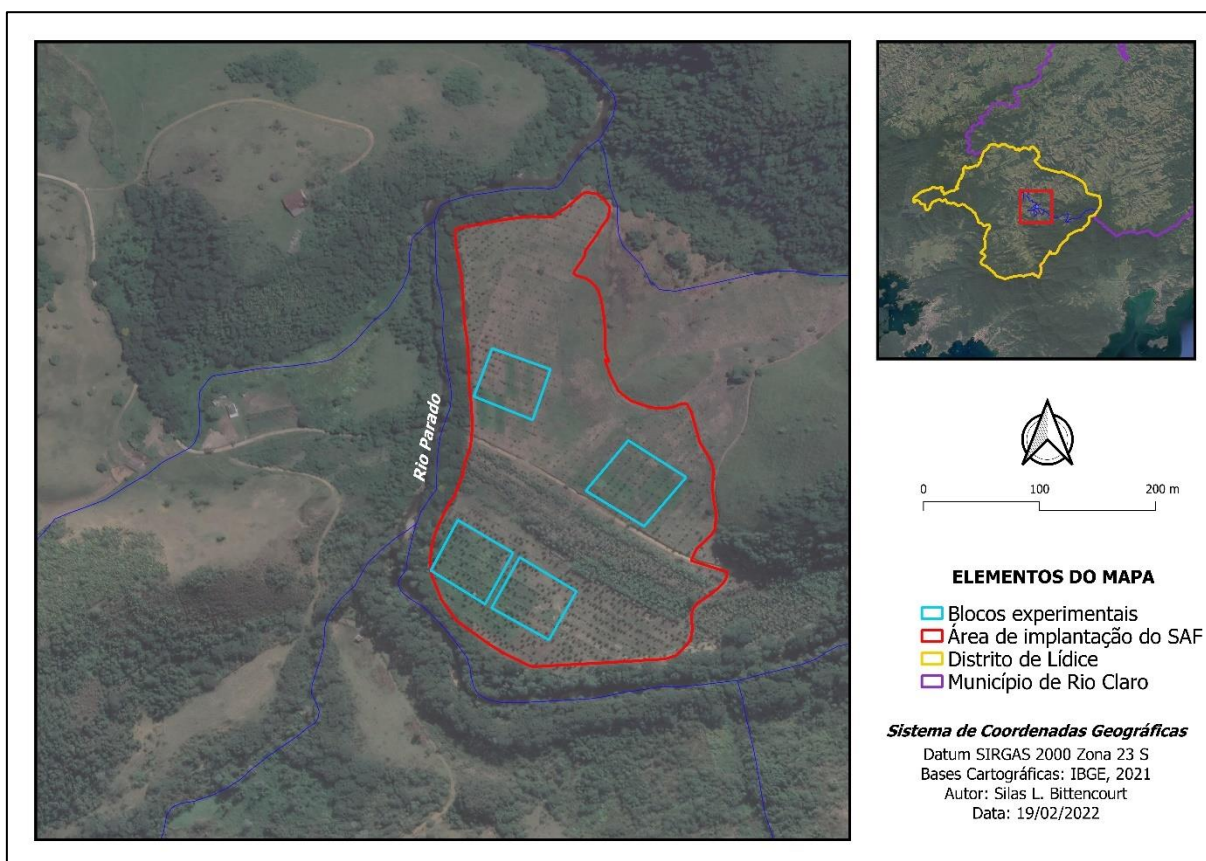 Rio Parado
0 100 200 m
ELEMENTOS DO MAPA
Blocos experimentais
Área de implantação do SAF
Distrito de Lídice
Município de Rio Claro
Sistema de Coordenadas Geográficas
Datum SIRGAS 2000 Zona 23 S
Bases Cartográficas: IBGE, 2021
Autor: Silas L. Bittencourt
Data: 19/02/2022